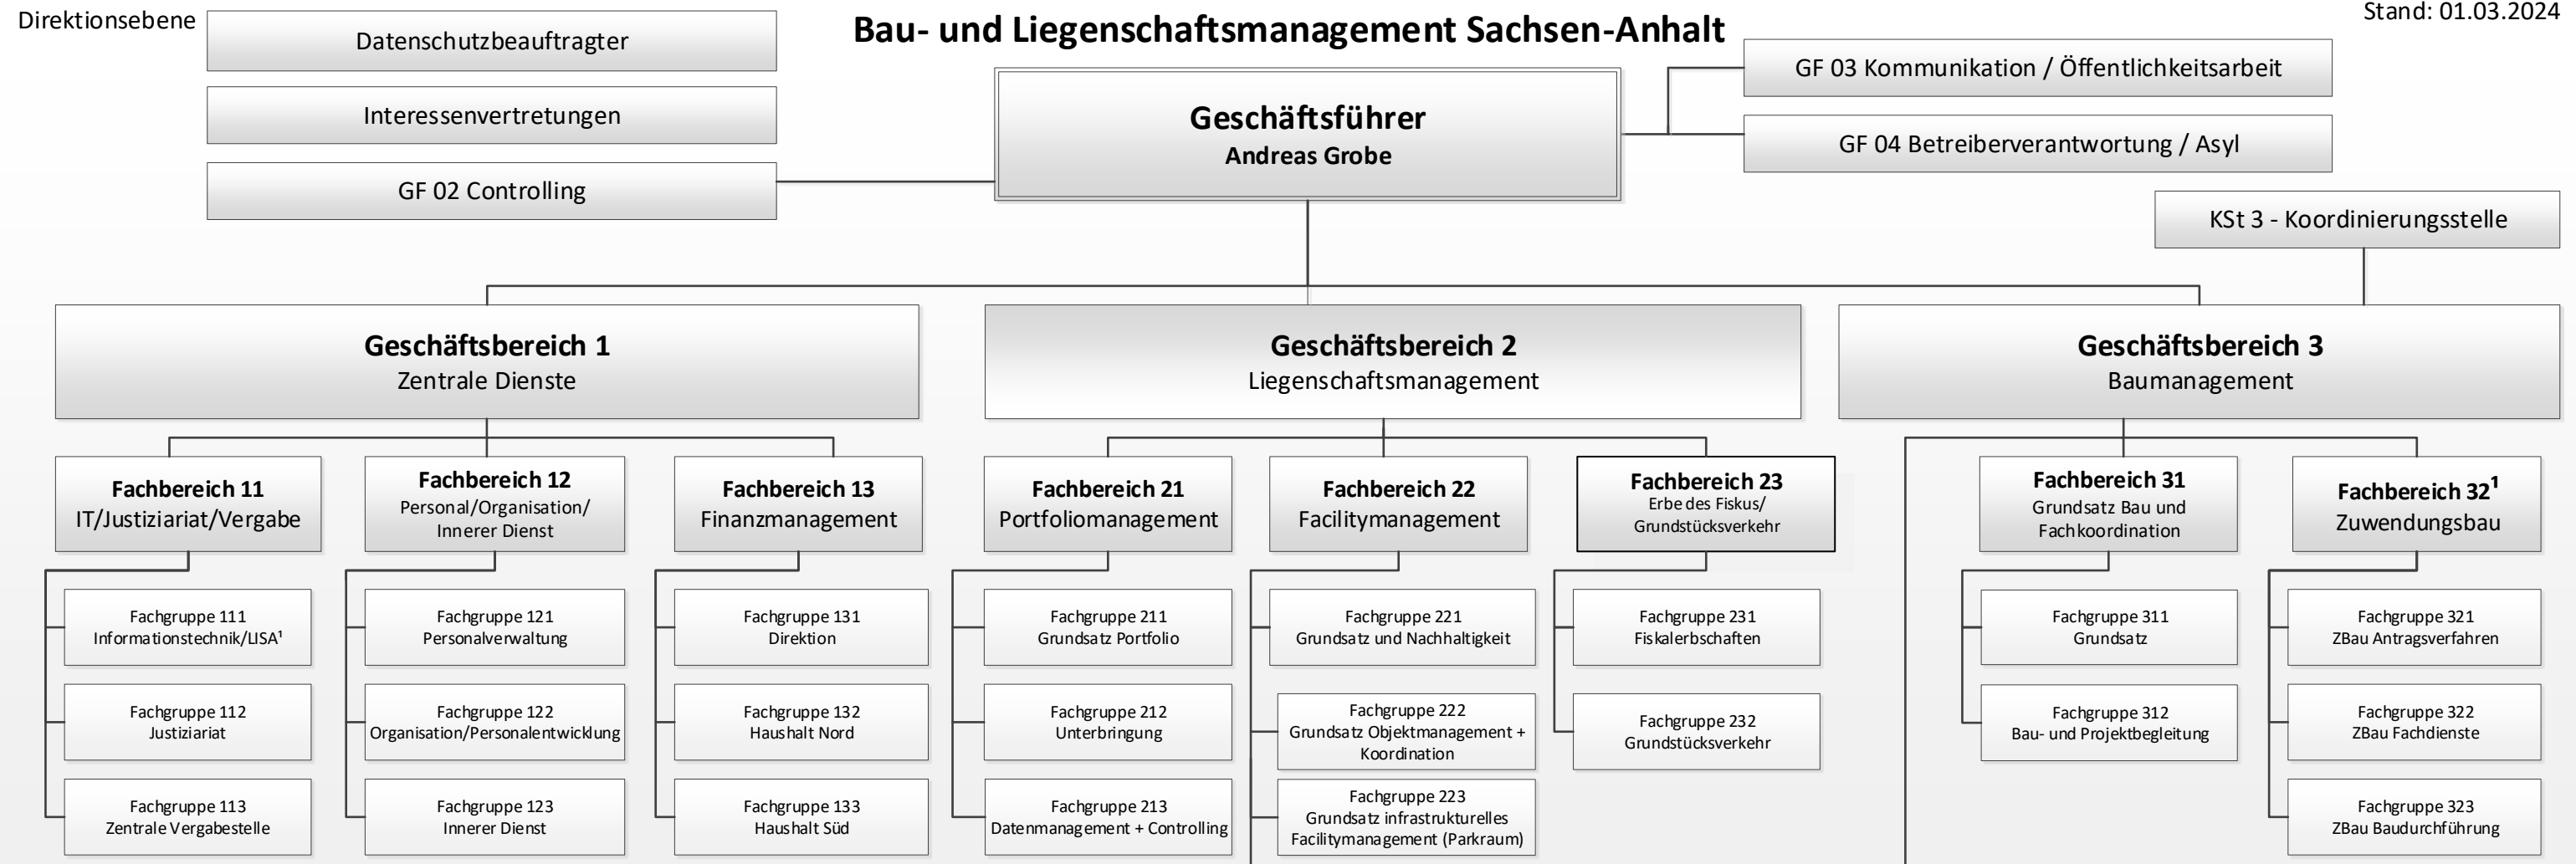 Direktionsebene
Bau- und Liegenschaftsmanagement Sachsen-Anhalt
Stand: 01.03.2024
Datenschutzbeauftragter
Interessenvertretungen
GF 02 Controlling
Geschäftsführer
Andreas Grobe
GF 03 Kommunikation / Öffentlichkeitsarbeit
GF 04 Betreiberverantwortung / Asyl
KSt 3 - Koordinierungsstelle
Geschäftsbereich 1
Zentrale Dienste
Geschäftsbereich 2
Liegenschaftsmanagement
Geschäftsbereich 3
Baumanagement
Fachbereich 11
IT/Justiziariat/Vergabe
Fachbereich 12
Personal/Organisation/
Innerer Dienst
Fachbereich 13
Finanzmanagement
Fachbereich 21
Portfoliomanagement
Fachbereich 22
Facilitymanagement
Fachbereich 23
Erbe des Fiskus/
Grundstücksverkehr
Fachbereich 31
Grundsatz Bau und
Fachkoordination
Fachbereich 32¹
Zuwendungsbau
Fachgruppe 111
Informationstechnik/LISA¹
Fachgruppe 112
Justiziariat
Fachgruppe 113
Zentrale Vergabestelle
Fachgruppe 121
Personalverwaltung
Fachgruppe 122
Organisation/Personalentwicklung
Fachgruppe 123
Innerer Dienst
Fachgruppe 131
Direktion
Fachgruppe 132
Haushalt Nord
Fachgruppe 133
Haushalt Süd
Fachgruppe 211
Grundsatz Portfolio
Fachgruppe 212
Unterbringung
Fachgruppe 213
Datenmanagement + Controlling
Fachgruppe 221
Grundsatz und Nachhaltigkeit
Fachgruppe 222
Grundsatz Objektmanagement +
Koordination
Fachgruppe 223
Grundsatz infrastrukturelles
Facilitymanagement (Parkraum)
Fachgruppe 231
Fiskalerbschaften
Fachgruppe 232
Grundstücksverkehr
Fachgruppe 311
Grundsatz
Fachgruppe 312
Bau- und Projektbegleitung
Fachgruppe 321
ZBau Antragsverfahren
Fachgruppe 322
ZBau Fachdienste
Fachgruppe 323
ZBau Baudurchführung